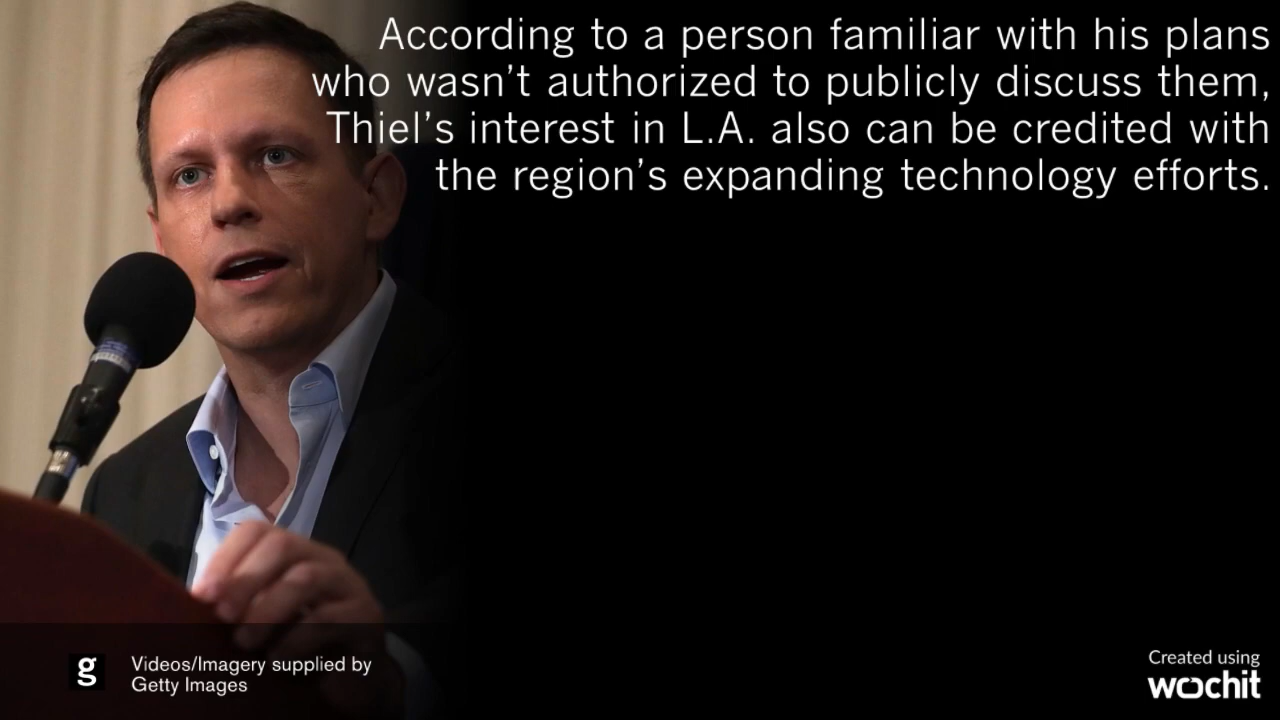 According to a person familiar with his plans
who wasn't authorized to publicly discuss them,
Thiel's interest in L.A. also can be credited with
the region's expanding technology efforts.
g
Videos/Imagery supplied by
Getty Images
Created using
wochit